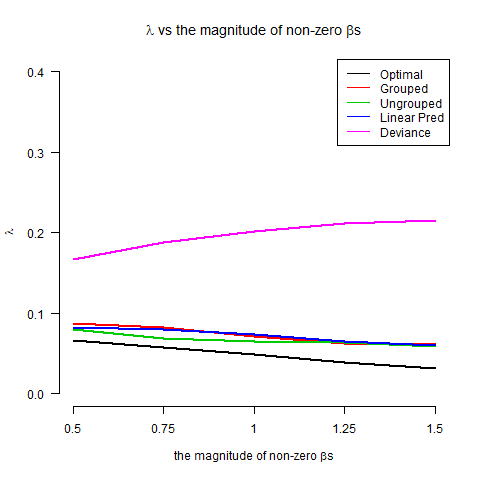 λ vs the magnitude of non-zero βs
Optimal
Grouped
Ungrouped
Linear Pred
Deviance
0.4
0.3
0.2
0.1
0.0
λ
0.5 0.75 1 1.25 1.5
the magnitude of non-zero βs